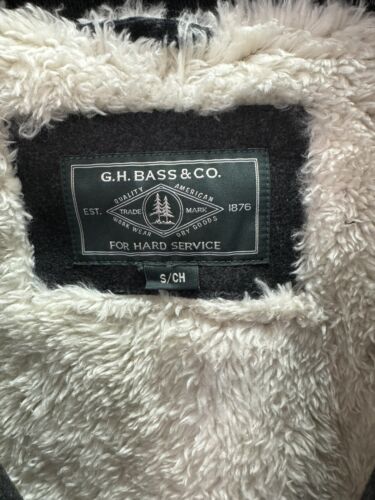 G.H. BASS & CO.
QUALITY AMERICAN
EST. TRADE MARK 1876
WORK WEAR DRY GOODS
FOR HARD SERVICE
S/CH